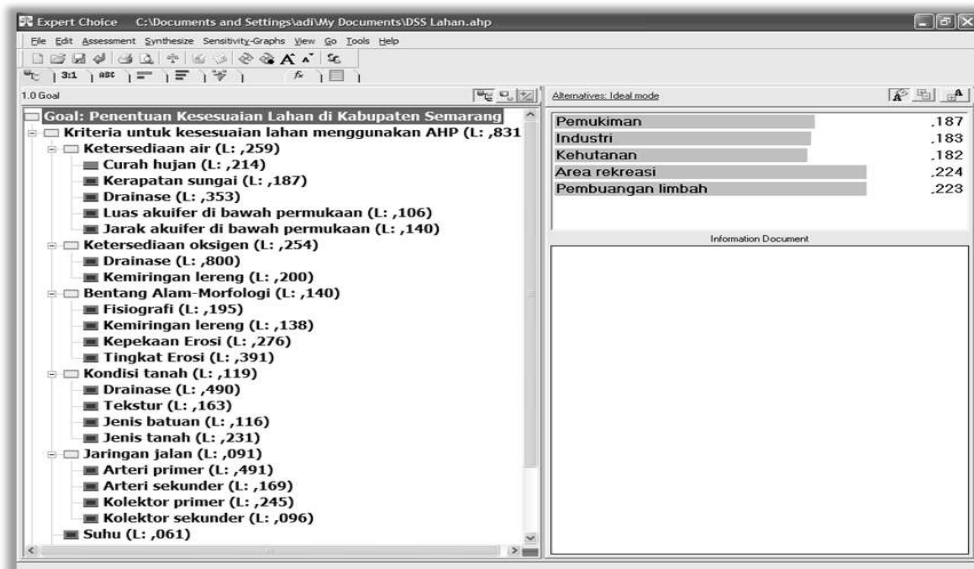 Expert Choice C:\Documents and Settings\adi\My Documents\DSS Lahan.ahp
File Edit Assessment Synthesize Sensitivity-Graphs View Go Tools Help
3:1 ABC
1.0 Goal
Goal: Penentuan Kesesuaian Lahan di Kabupaten Semarang
Kriteria untuk kesesuaian lahan menggunakan AHP (L: ,831
Ketersediaan air (L: ,259)
Curah hujan (L: ,214)
Kerapatan sungai (L: ,187)
Drainase (L: ,353)
Luas akuifer di bawah permukaan (L: ,106)
Jarak akuifer di bawah permukaan (L: ,140)
Ketersediaan oksigen (L: ,254)
Drainase (L: ,800)
Kemiringan lereng (L: ,200)
Bentang Alam-Morfologi (L: ,140)
Fisiografi (L: ,195)
Kemiringan lereng (L: ,138)
Kepekaan Erosi (L: ,276)
Tingkat Erosi (L: ,391)
Kondisi tanah (L: ,119)
Drainase (L: ,490)
Tekstur (L: ,163)
Jenis batuan (L: ,116)
Jenis tanah (L: ,231)
Jaringan jalan (L: ,091)
Arteri primer (L: ,491)
Arteri sekunder (L: ,169)
Kolektor primer (L: ,245)
Kolektor sekunder (L: ,096)
Suhu (L: ,061)
Alternatives: Ideal mode
Pemukiman ,187
Industri ,183
Kehutanan ,182
Area rekreasi ,224
Pembuangan limbah ,223
Information Document